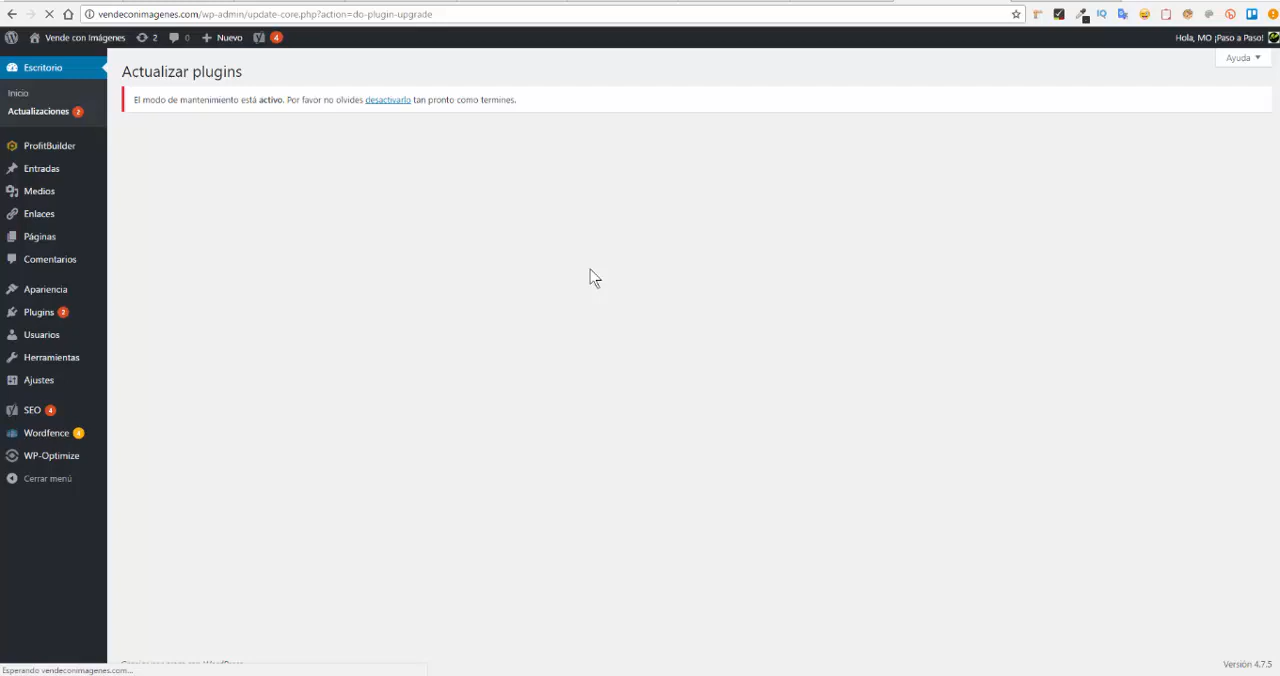 vendeconimagenes.com/wp-admin/update-core.php?action=do-plugin-upgrade
Vende con Imágenes 2 0 Nuevo 4
Hola, MO ¡Paso a Paso!
Escritorio
Inicio
Actualizaciones 2
ProfitBuilder
Entradas
Medios
Enlaces
Páginas
Comentarios
Apariencia
Plugins 2
Usuarios
Herramientas
Ajustes
SEO 4
Wordfence 4
WP-Optimize
Cerrar menú
Ayuda
Actualizar plugins
El modo de mantenimiento está activo. Por favor no olvides desactivarlo tan pronto como termines.
Esperando vendeconimagenes.com...
Versión 4.7.5